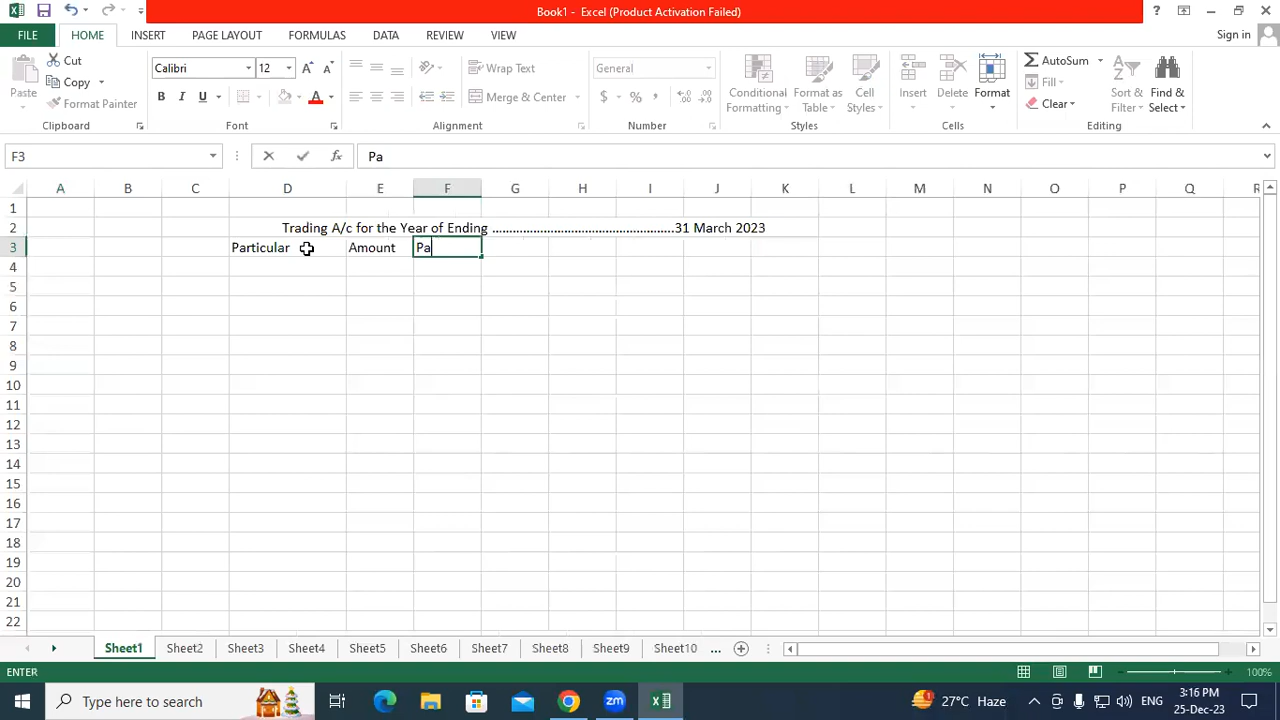 Book1 - Excel (Product Activation Failed)
FILE HOME INSERT PAGE LAYOUT FORMULAS DATA REVIEW VIEW Sign in
Paste Cut Copy Format Painter
Clipboard
Calibri 12
B I U A
Font
Wrap Text
Merge & Center
Alignment
General
$ % ,
Number
Conditional Formatting Format as Table Cell Styles
Styles
Insert Delete Format
Cells
AutoSum
Fill
Clear
Sort & Filter Find & Select
Editing
F3 fx Pa
A B C D E F G H I J K L M N O P Q R
1
2 Trading A/c for the Year of Ending ......................................................31 March 2023
3 Particular Amount Pa
4
5
6
7
8
9
10
11
12
13
14
15
16
17
18
19
20
21
22
Sheet1 Sheet2 Sheet3 Sheet4 Sheet5 Sheet6 Sheet7 Sheet8 Sheet9 Sheet10 ...
ENTER 100%
Type here to search zm 27°C Haze ENG 3:16 PM
25-Dec-23